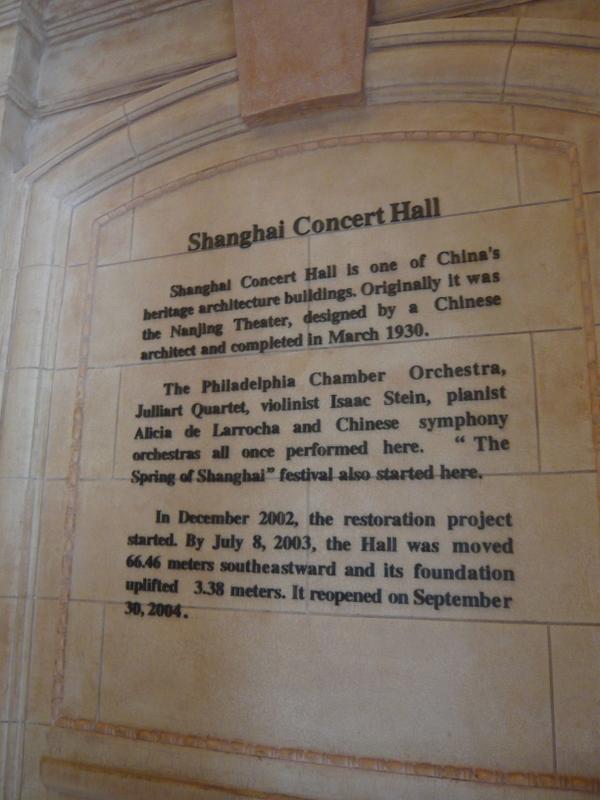 Shanghai Concert Hall
Shanghai Concert Hall is one of China's
heritage architecture buildings. Originally it was
the Nanjing Theater, designed by a Chinese
architect and completed in March 1930.
The Philadelphia Chamber Orchestra,
Julliart Quartet, violinist Isaac Stein, pianist
Alicia de Larrocha and Chinese symphony
orchestras all once performed here. “ The
Spring of Shanghai” festival also started here.
In December 2002, the restoration project
started. By July 8, 2003, the Hall was moved
66.46 meters southeastward and its foundation
uplifted 3.38 meters. It reopened on September
30, 2004.